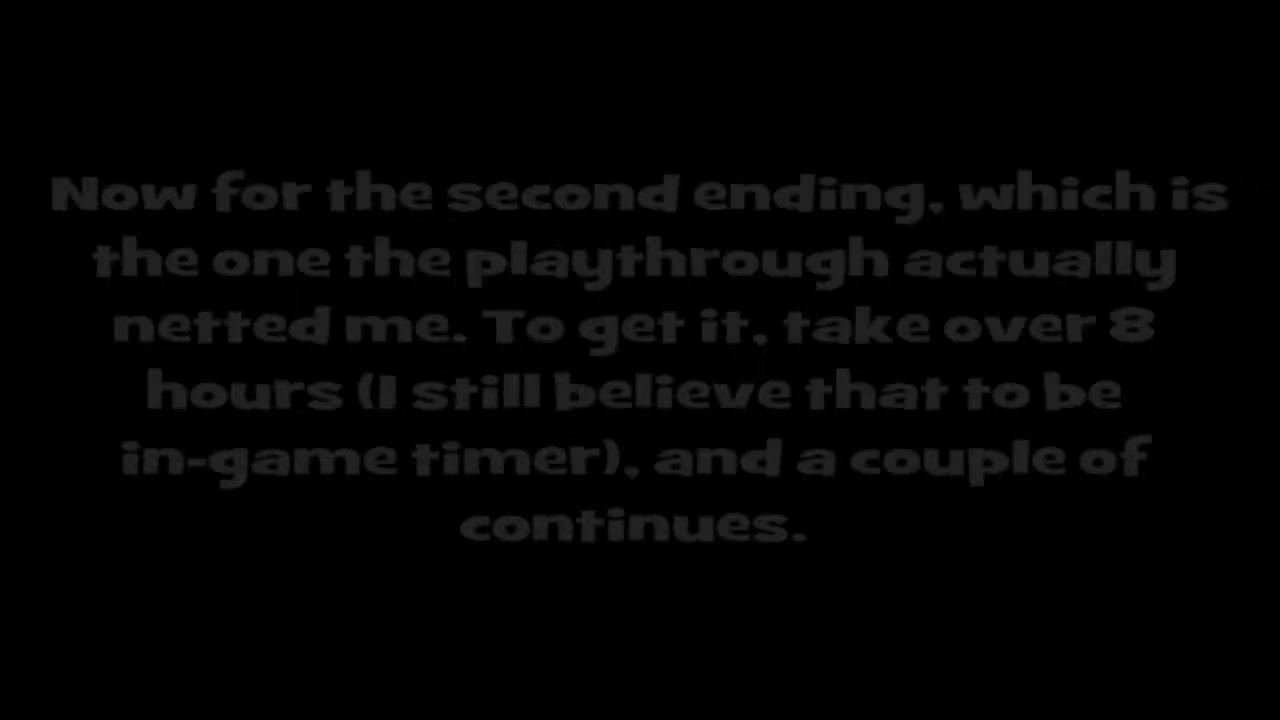 Now for the second ending, which is
the one the playthrough actually
netted me. To get it, take over 8
hours (I still believe that to be
in-game timer), and a couple of
continues.